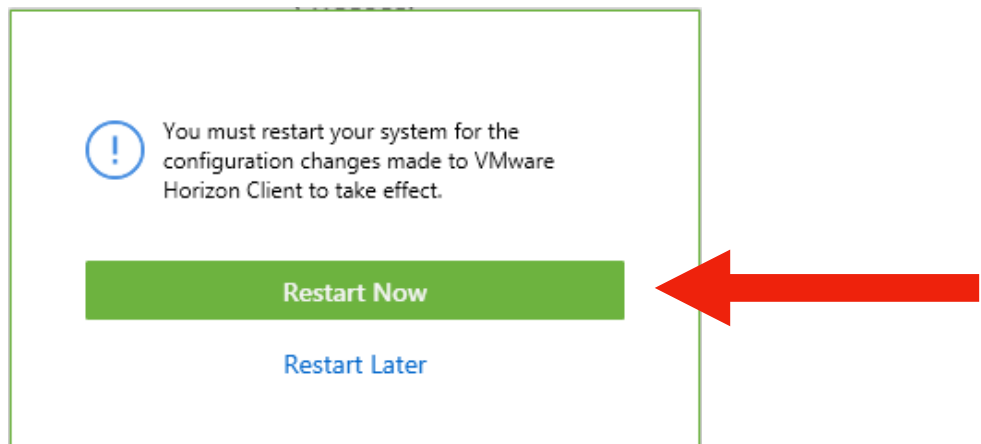 You must restart your system for the
configuration changes made to VMware
Horizon Client to take effect.
Restart Now
Restart Later